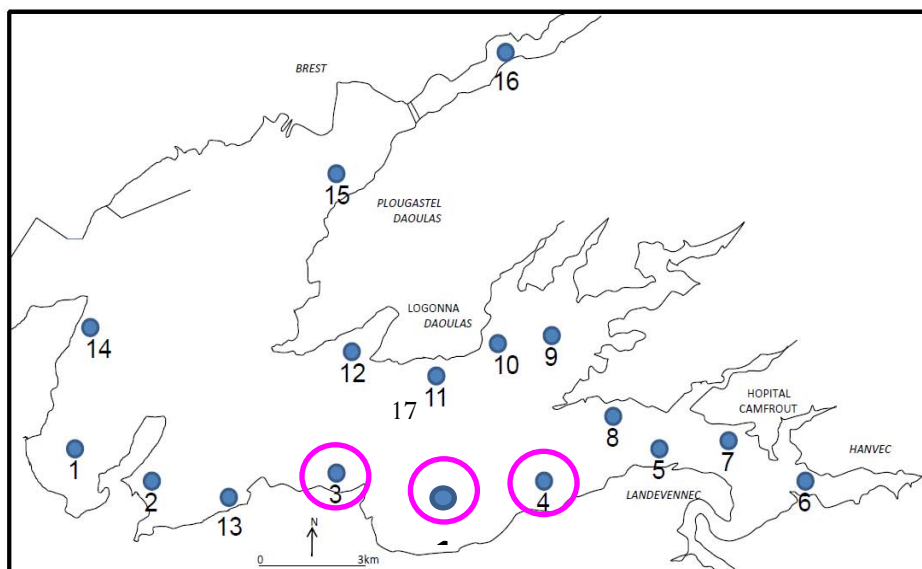 16
BREST
15
PLOUGASTEL
DAOULAS
LOGONNA
DAOULAS
14
12
11
10
9
17
HOPITAL
CAMFROUT
8
1
2
13
3
4
5
7
HANVEC
LANDEVENNEC
6
N
0 3km